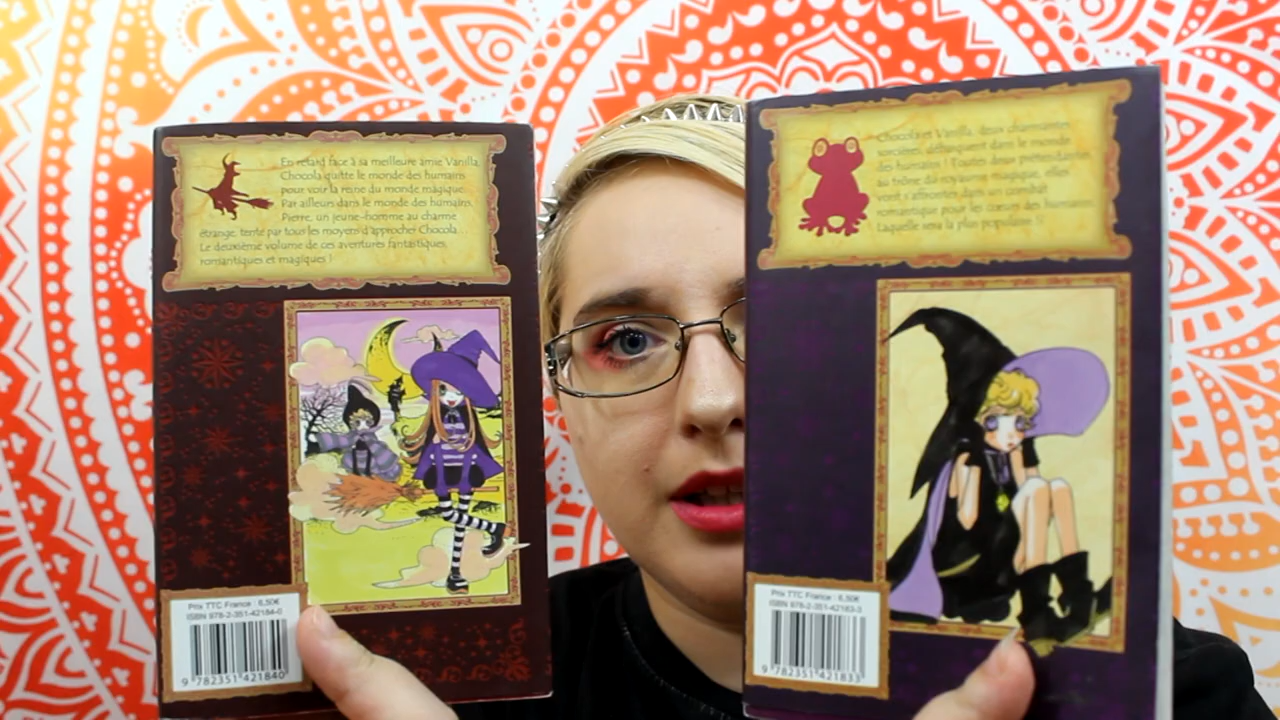 En retard face à sa meilleure amie Vanilla,
Chocola quitte le monde des humains
pour voir la reine du monde magique.
Par ailleurs dans le monde des humains,
Pierre, un jeune-homme au charme
étrange, tente par tous les moyens d'approcher Chocola...
Le deuxième volume de ces aventures fantastiques,
romantiques et magiques !
Prix TTC France : 6,50€
ISBN 978-2-351-42184-0
9 782351 421840
Chocola et Vanilla, deux charmantes
sorcières, débarquent dans le monde
des humains ! Toutes deux prétendantes
au trône du royaume magique, elles
vont s'affronter dans un combat
romantique pour les cœurs des humains.
Laquelle sera la plus populaire ?!
Prix TTC France : 6,50€
ISBN 978-2-351-42183-3
9 782351 421833